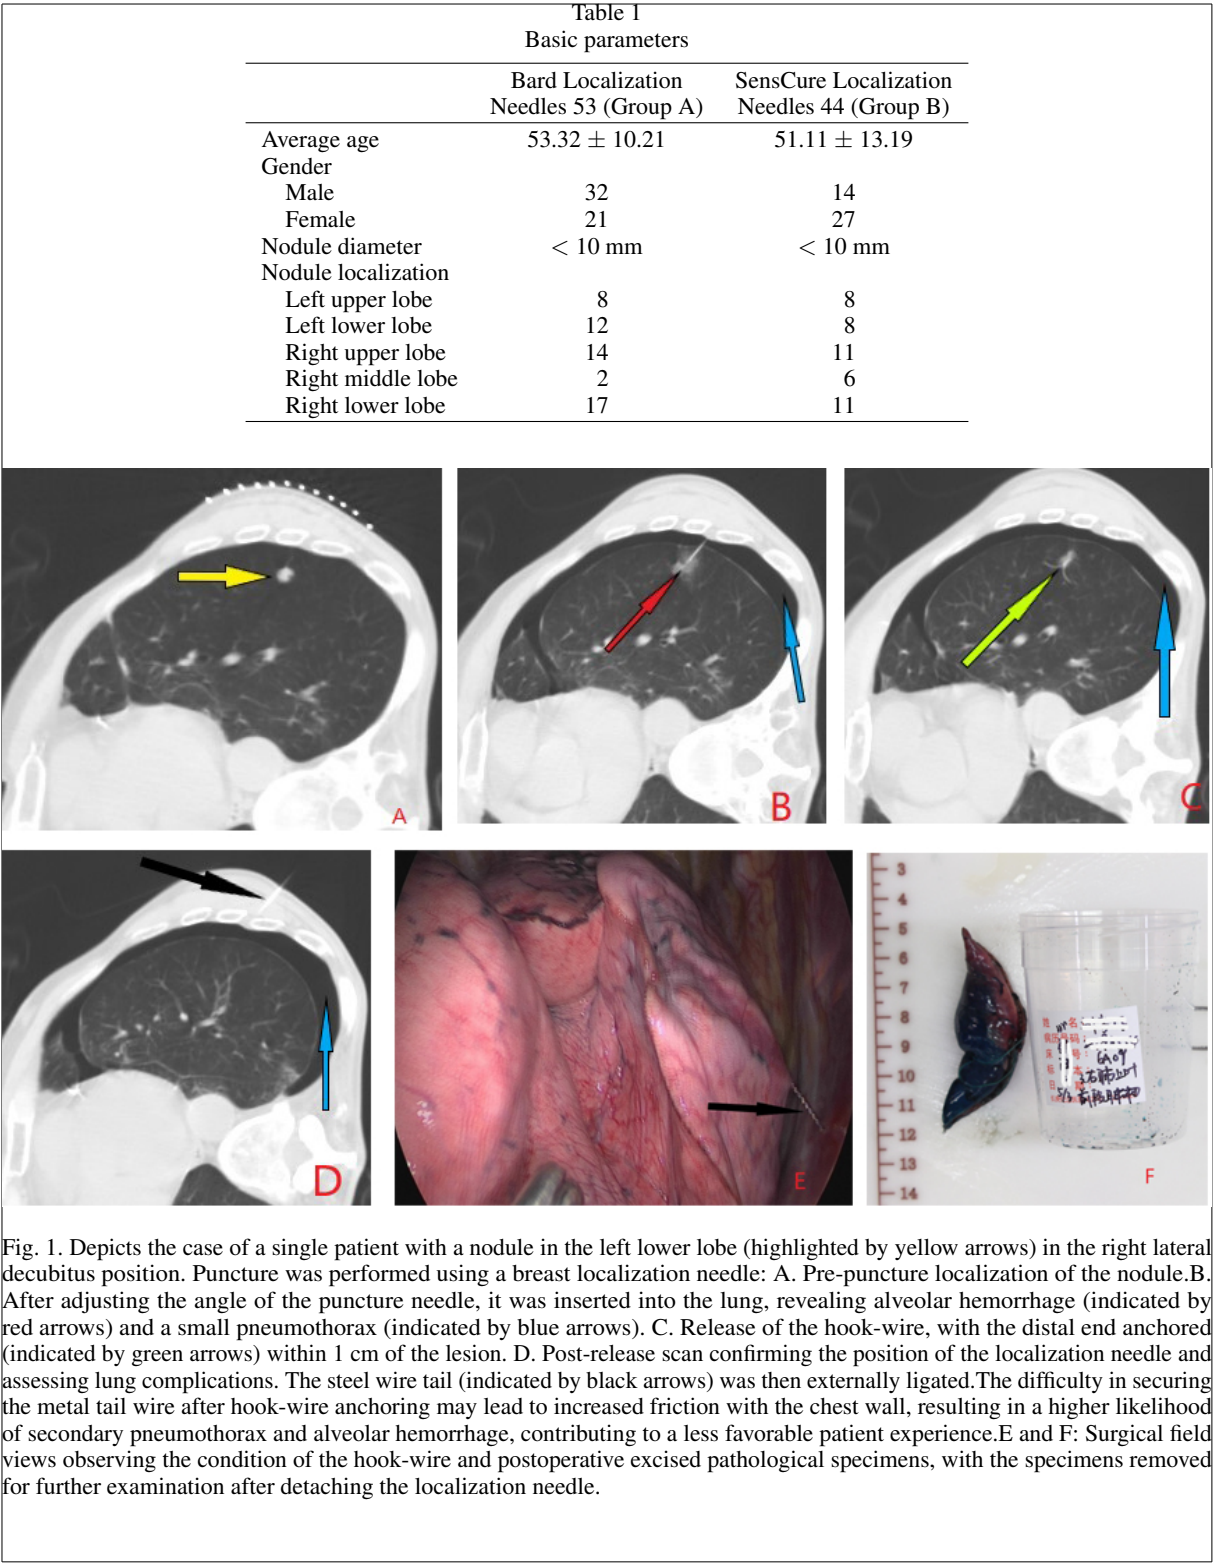 Table 1
Basic parameters
Bard Localization SensCure Localization
Needles 53 (Group A) Needles 44 (Group B)
Average age 53.32 ± 10.21 51.11 ± 13.19
Gender
Male 32 14
Female 21 27
Nodule diameter < 10 mm < 10 mm
Nodule localization
Left upper lobe 8 8
Left lower lobe 12 8
Right upper lobe 14 11
Right middle lobe 2 6
Right lower lobe 17 11
A
B
C
D
E
3
4
5
6
7
8
9
10
11
12
13
14
姓名
F
Fig. 1. Depicts the case of a single patient with a nodule in the left lower lobe (highlighted by yellow arrows) in the right lateral
decubitus position. Puncture was performed using a breast localization needle: A. Pre-puncture localization of the nodule.B.
After adjusting the angle of the puncture needle, it was inserted into the lung, revealing alveolar hemorrhage (indicated by
red arrows) and a small pneumothorax (indicated by blue arrows). C. Release of the hook-wire, with the distal end anchored
(indicated by green arrows) within 1 cm of the lesion. D. Post-release scan confirming the position of the localization needle and
assessing lung complications. The steel wire tail (indicated by black arrows) was then externally ligated.The difficulty in securing
the metal tail wire after hook-wire anchoring may lead to increased friction with the chest wall, resulting in a higher likelihood
of secondary pneumothorax and alveolar hemorrhage, contributing to a less favorable patient experience.E and F: Surgical field
views observing the condition of the hook-wire and postoperative excised pathological specimens, with the specimens removed
for further examination after detaching the localization needle.